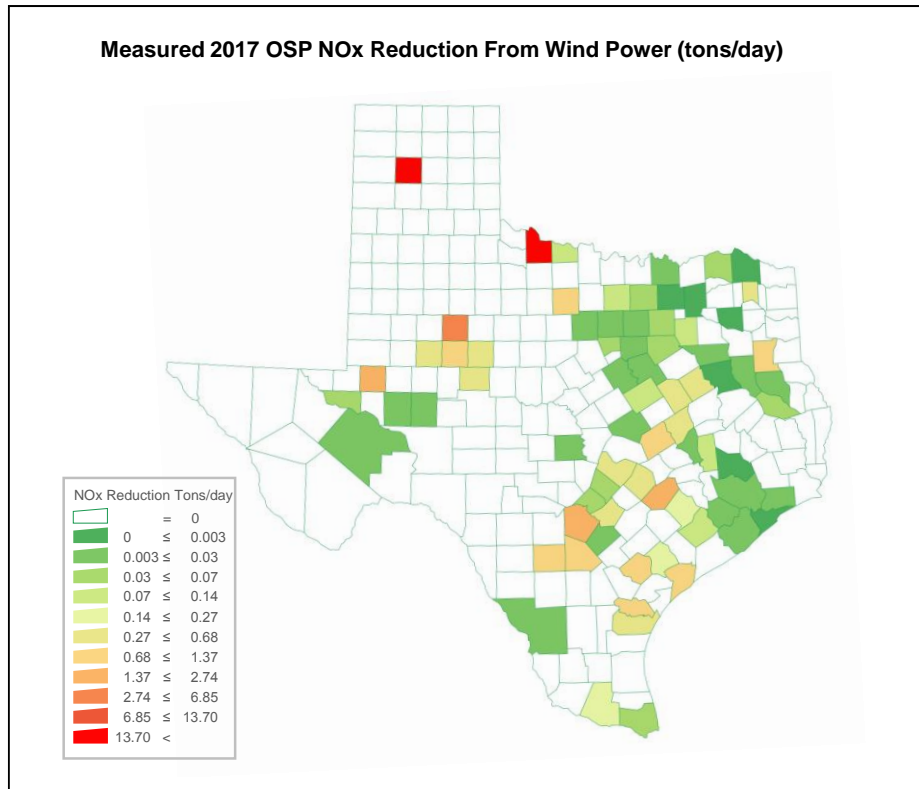 Measured 2017 OSP NOx Reduction From Wind Power (tons/day)
NOx Reduction Tons/day
= 0
0 ≤ 0.003
0.003 ≤ 0.03
0.03 ≤ 0.07
0.07 ≤ 0.14
0.14 ≤ 0.27
0.27 ≤ 0.68
0.68 ≤ 1.37
1.37 ≤ 2.74
2.74 ≤ 6.85
6.85 ≤ 13.70
13.70 <